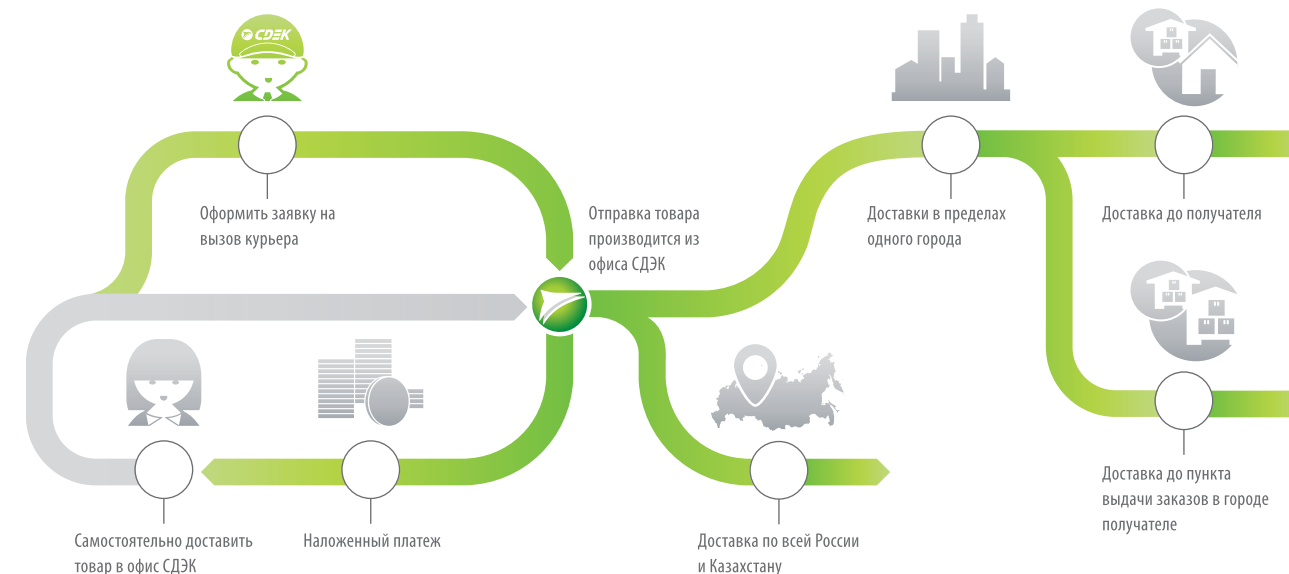 CDEK
Оформить заявку на
вызов курьера
Отправка товара
производится из
офиса СДЭК
Доставки в пределах
одного города
Доставка до получателя
Самостоятельно доставить
товар в офис СДЭК
Наложенный платеж
Доставка по всей России
и Казахстану
Доставка до пункта
выдачи заказов в городе
получателе